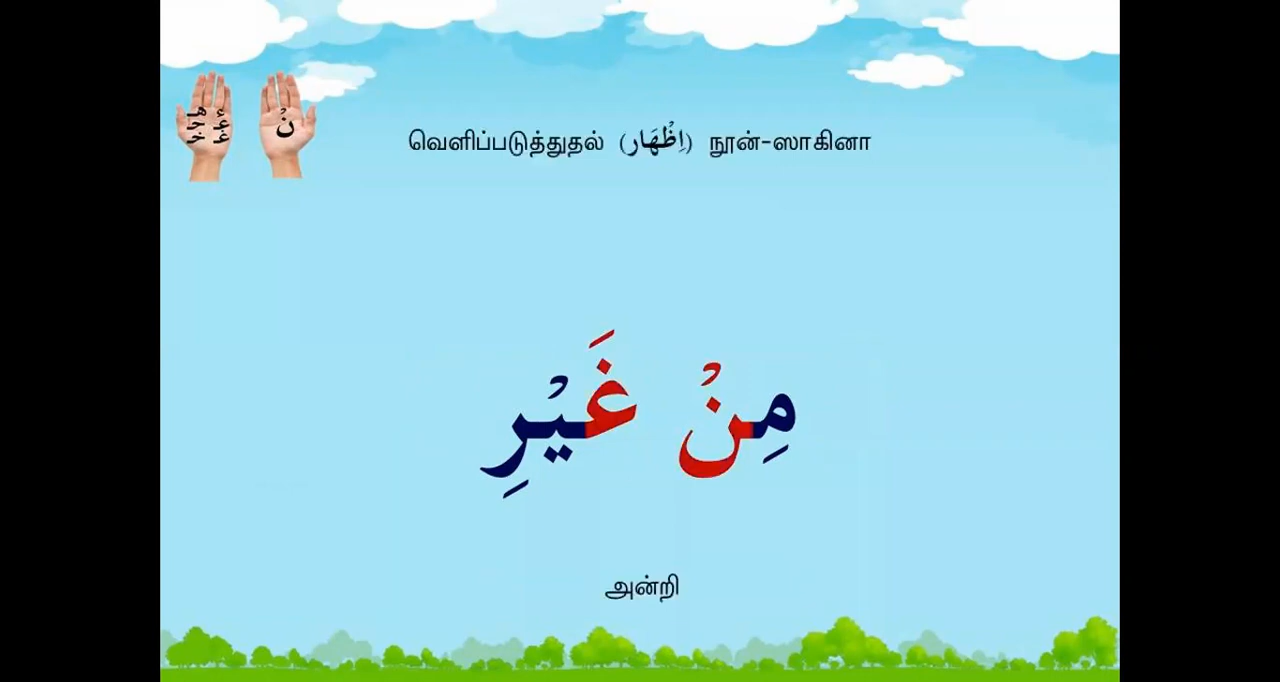 ن
ء ه
ع ح
غ خ
வெளிப்படுத்துதல் (اِظْهَار) நூன்-ஸாகினா
مِنْ غَيْرِ
அன்றி